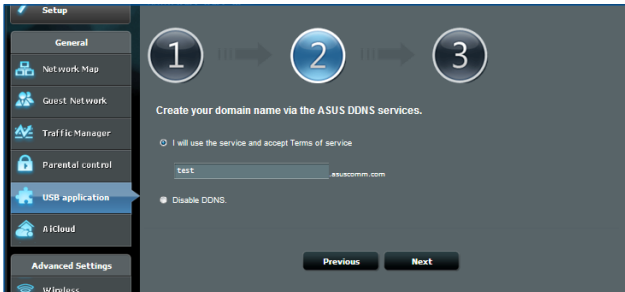 Setup
General
Network Map
Guest Network
Traffic Manager
Parental control
USB application
AiCloud
Advanced Settings
Wireless
1
2
3
Create your domain name via the ASUS DDNS services.
I will use the service and accept Terms of service
test
.asuscomm.com
Disable DDNS.
Previous
Next